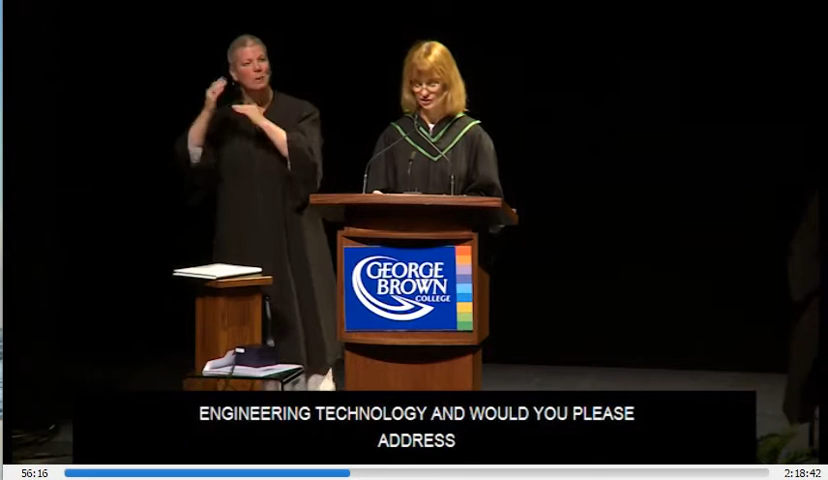 GEORGE
BROWN
COLLEGE
ENGINEERING TECHNOLOGY AND WOULD YOU PLEASE
ADDRESS
56:16
2:18:42